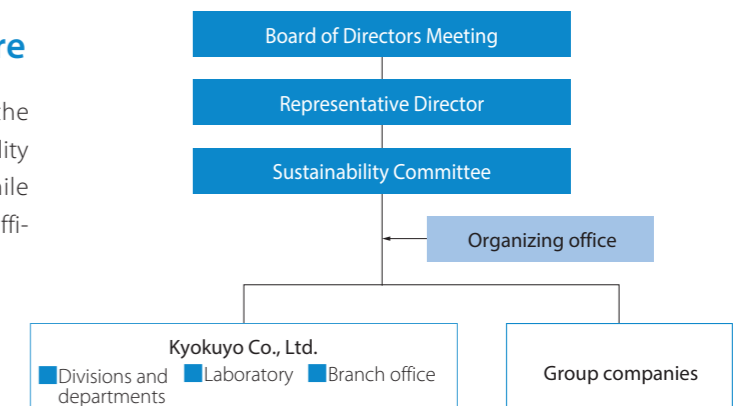 re
the
lity
ile
ffi-
Board of Directors Meeting
Representative Director
Sustainability Committee
Organizing office
Kyokuyo Co., Ltd.
Divisions and departments
Laboratory
Branch office
Group companies